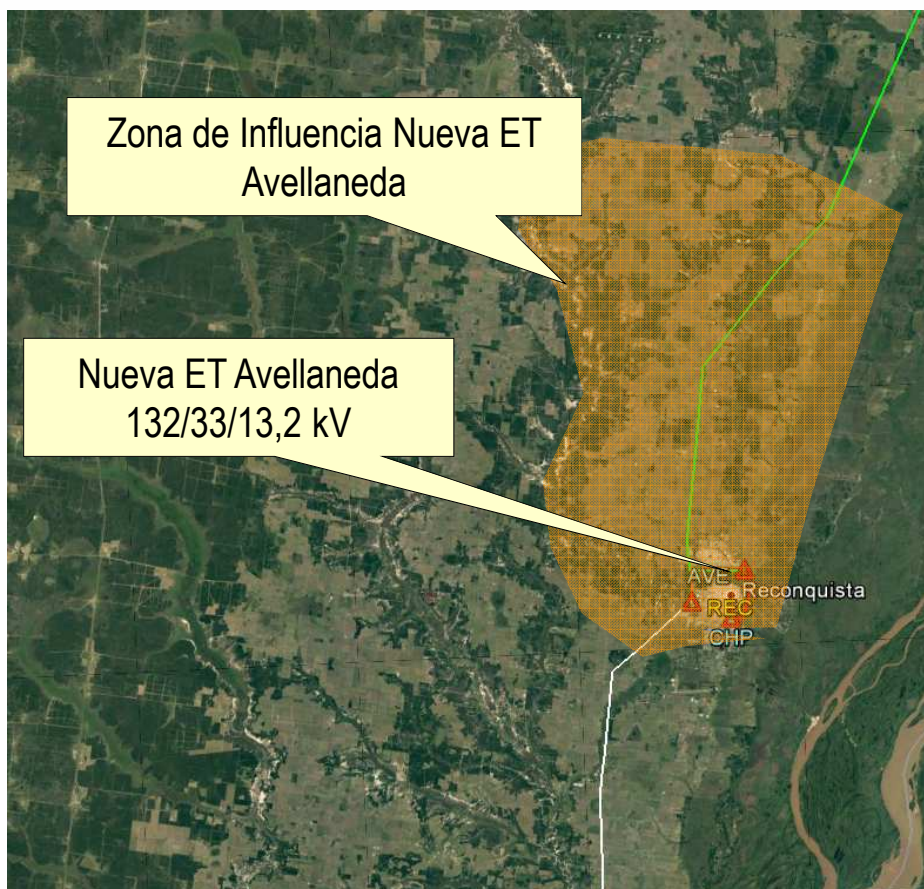 Zona de Influencia Nueva ET
Avellaneda
Nueva ET Avellaneda
132/33/13,2 kV
AVE
Reconquista
REC
CHP